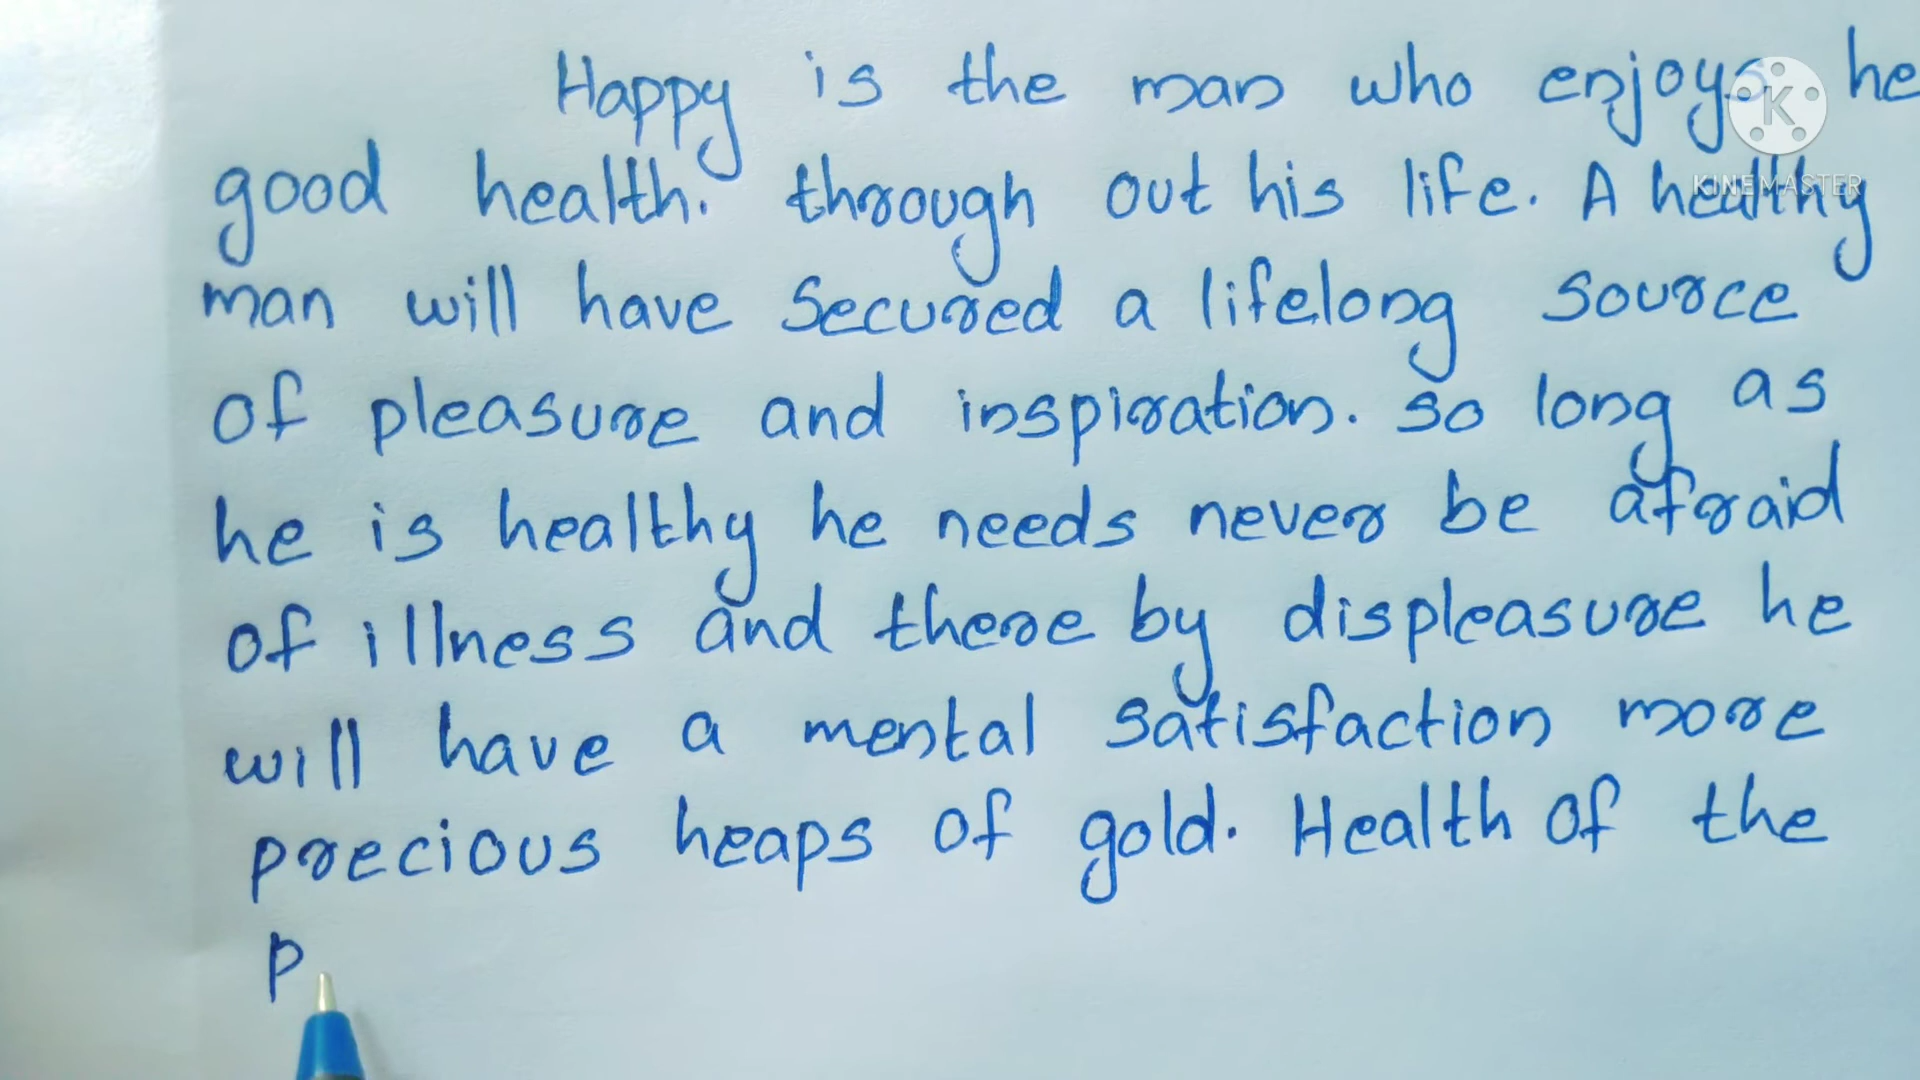 Happy is the man who enjoys he
good health. through out his life. A healthy
man will have secured a lifelong source
of pleasure and inspiration. so long as
he is healthy he needs never be afraid
of illness and there by displeasure he
will have a mental satisfaction more
precious heaps of gold. Health of the
P
K
KINEMASTER